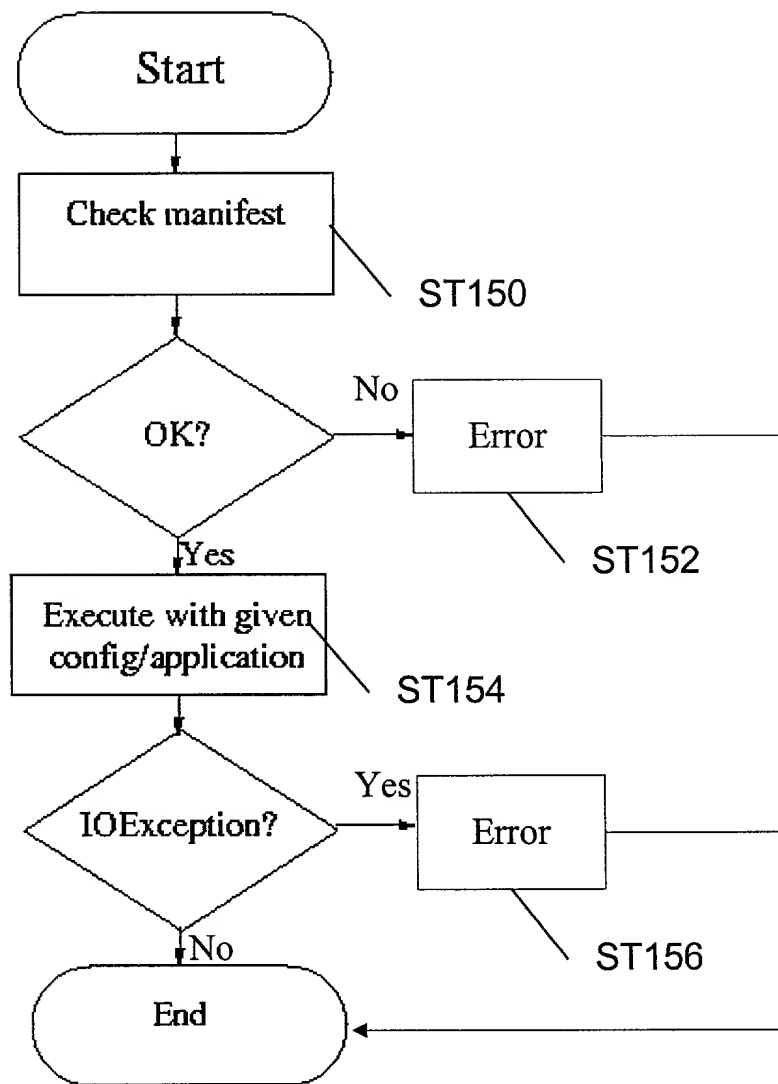 Start
Check manifest
ST150
OK?
No
Error
ST152
Yes
Execute with given
config/application
ST154
IOException?
Yes
Error
ST156
No
End